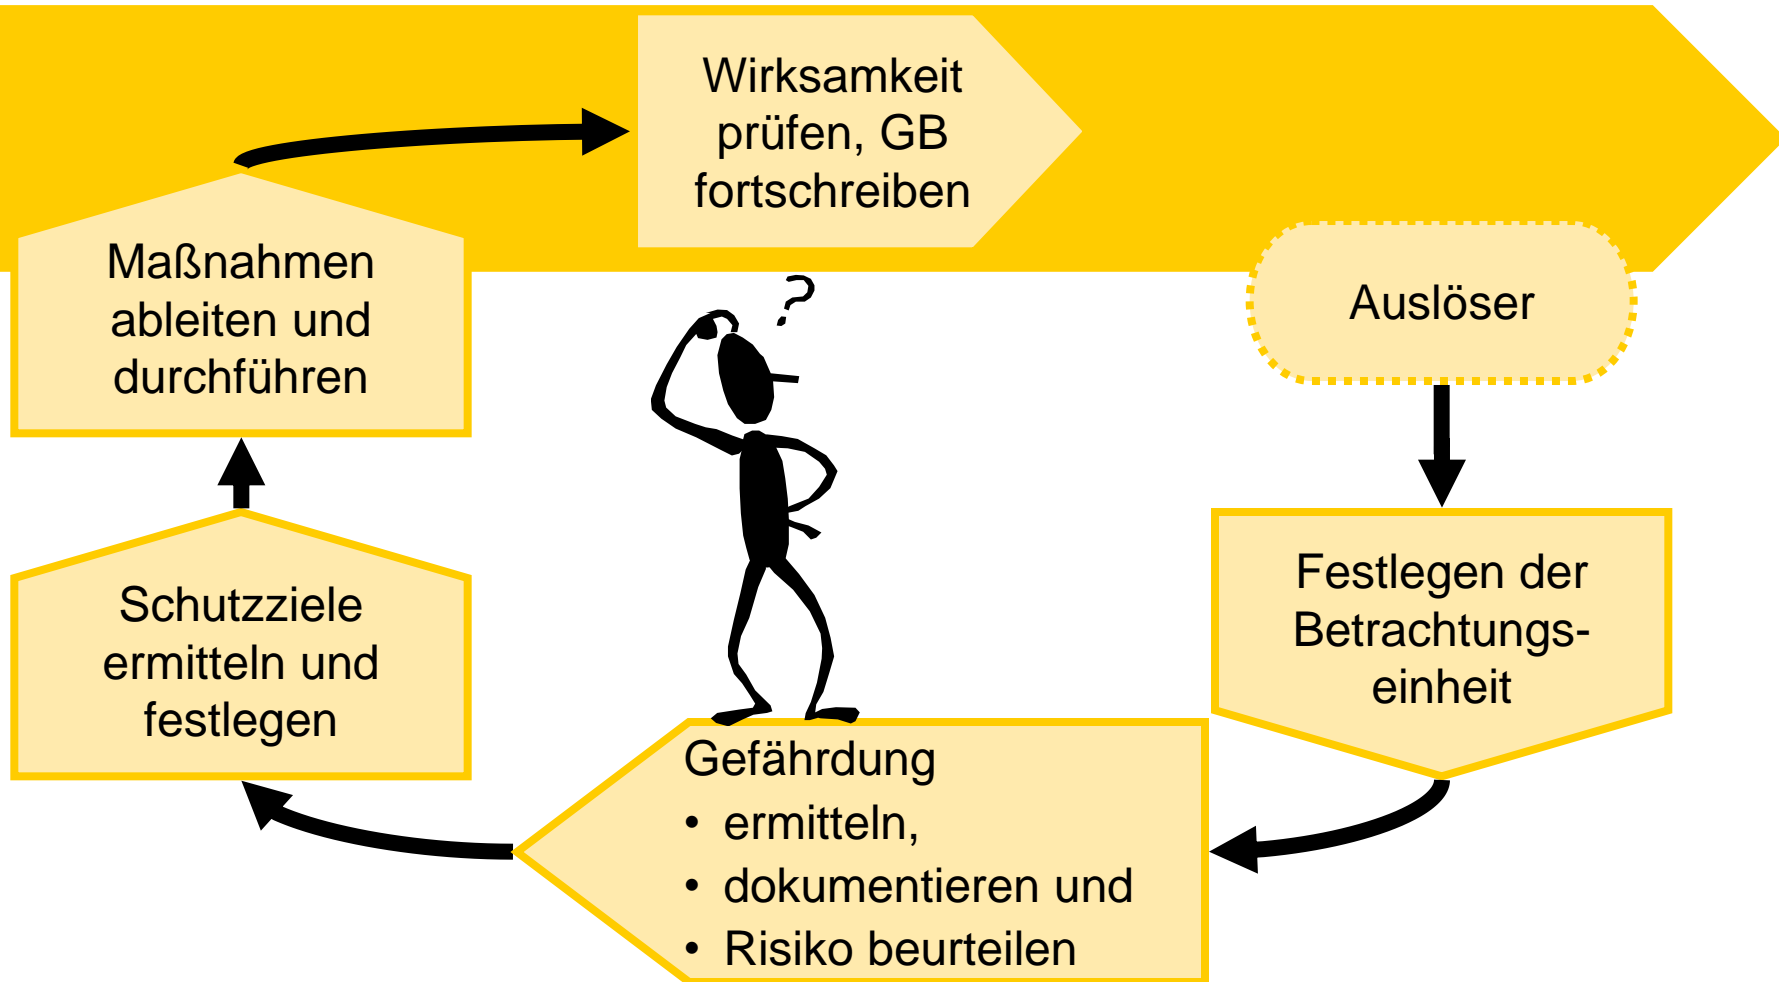 Wirksamkeit
prüfen, GB
fortschreiben
Maßnahmen
ableiten und
durchführen
?
Auslöser
Festlegen der
Betrachtungs-
einheit
Schutzziele
ermitteln und
festlegen
Gefährdung
• ermitteln,
• dokumentieren und
• Risiko beurteilen